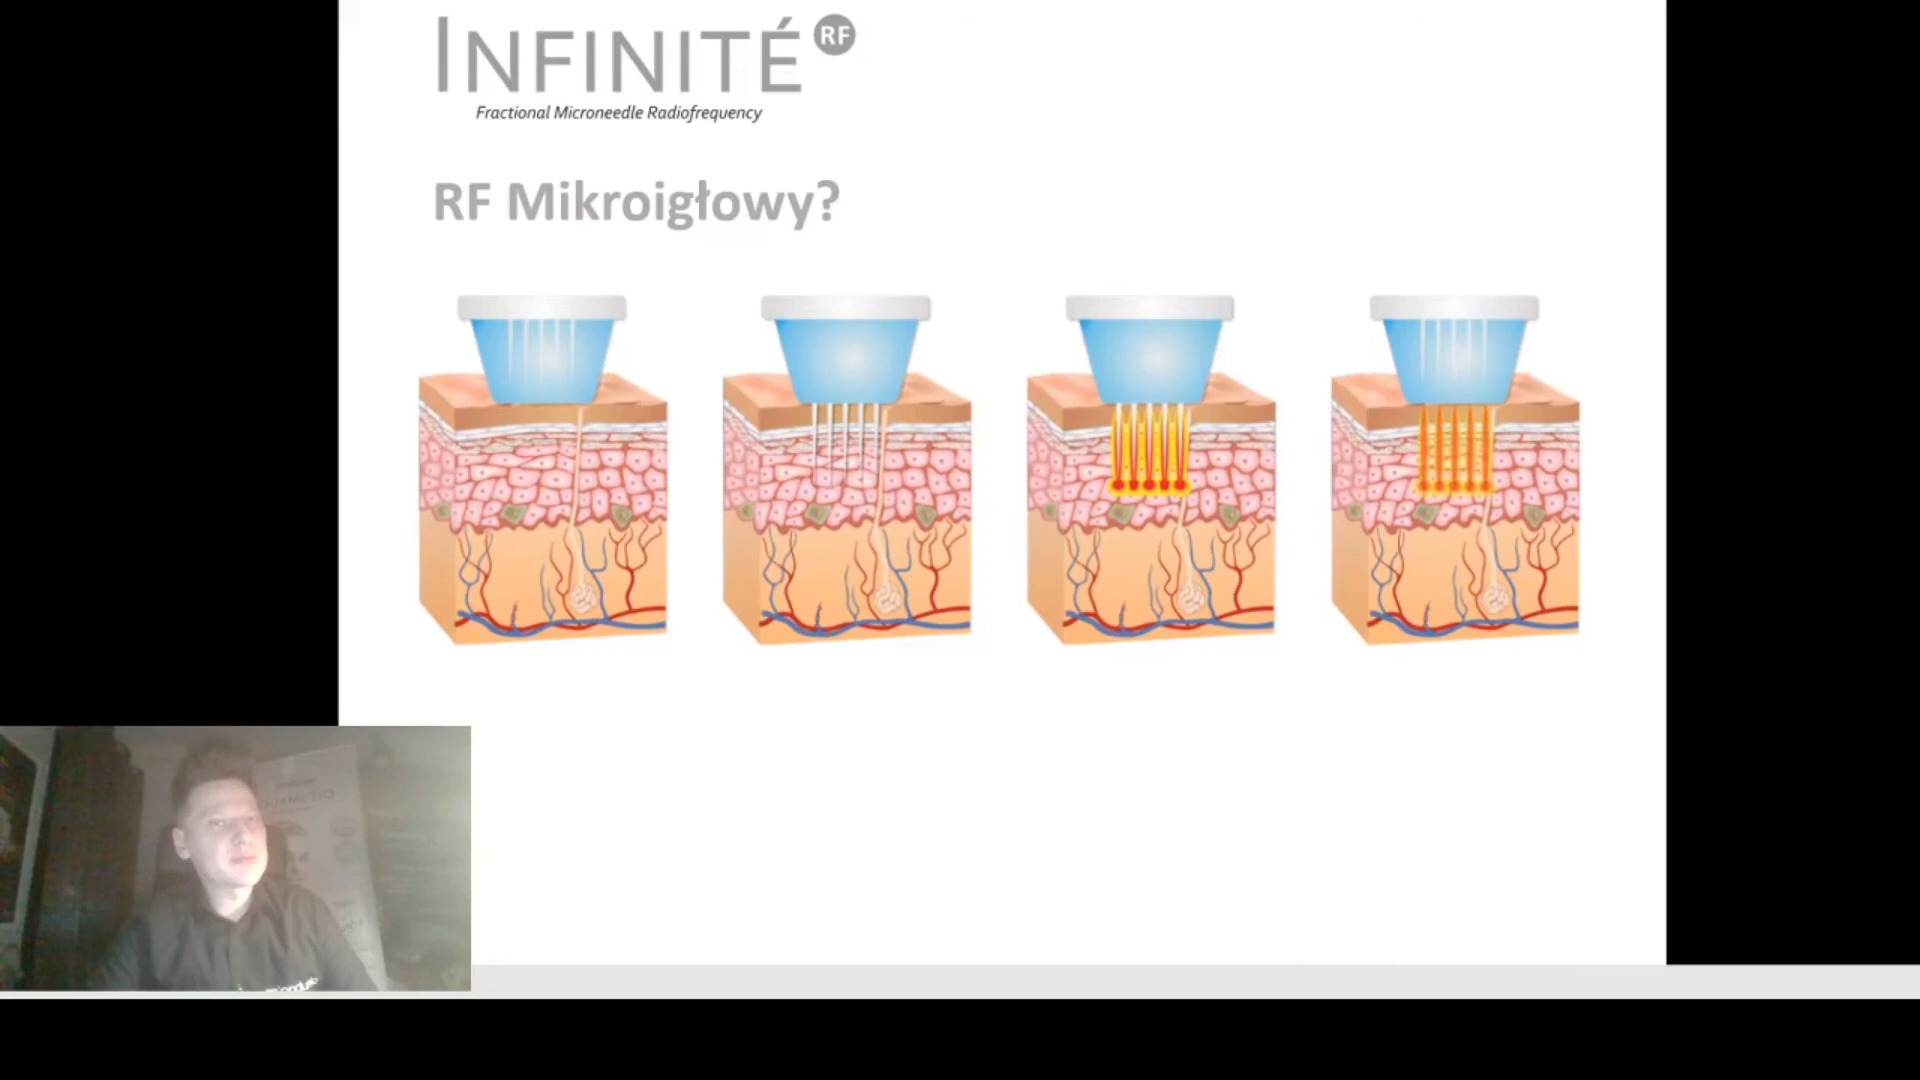 INFINITÉ RF
Fractional Microneedle Radiofrequency
RF Mikroigłowy?